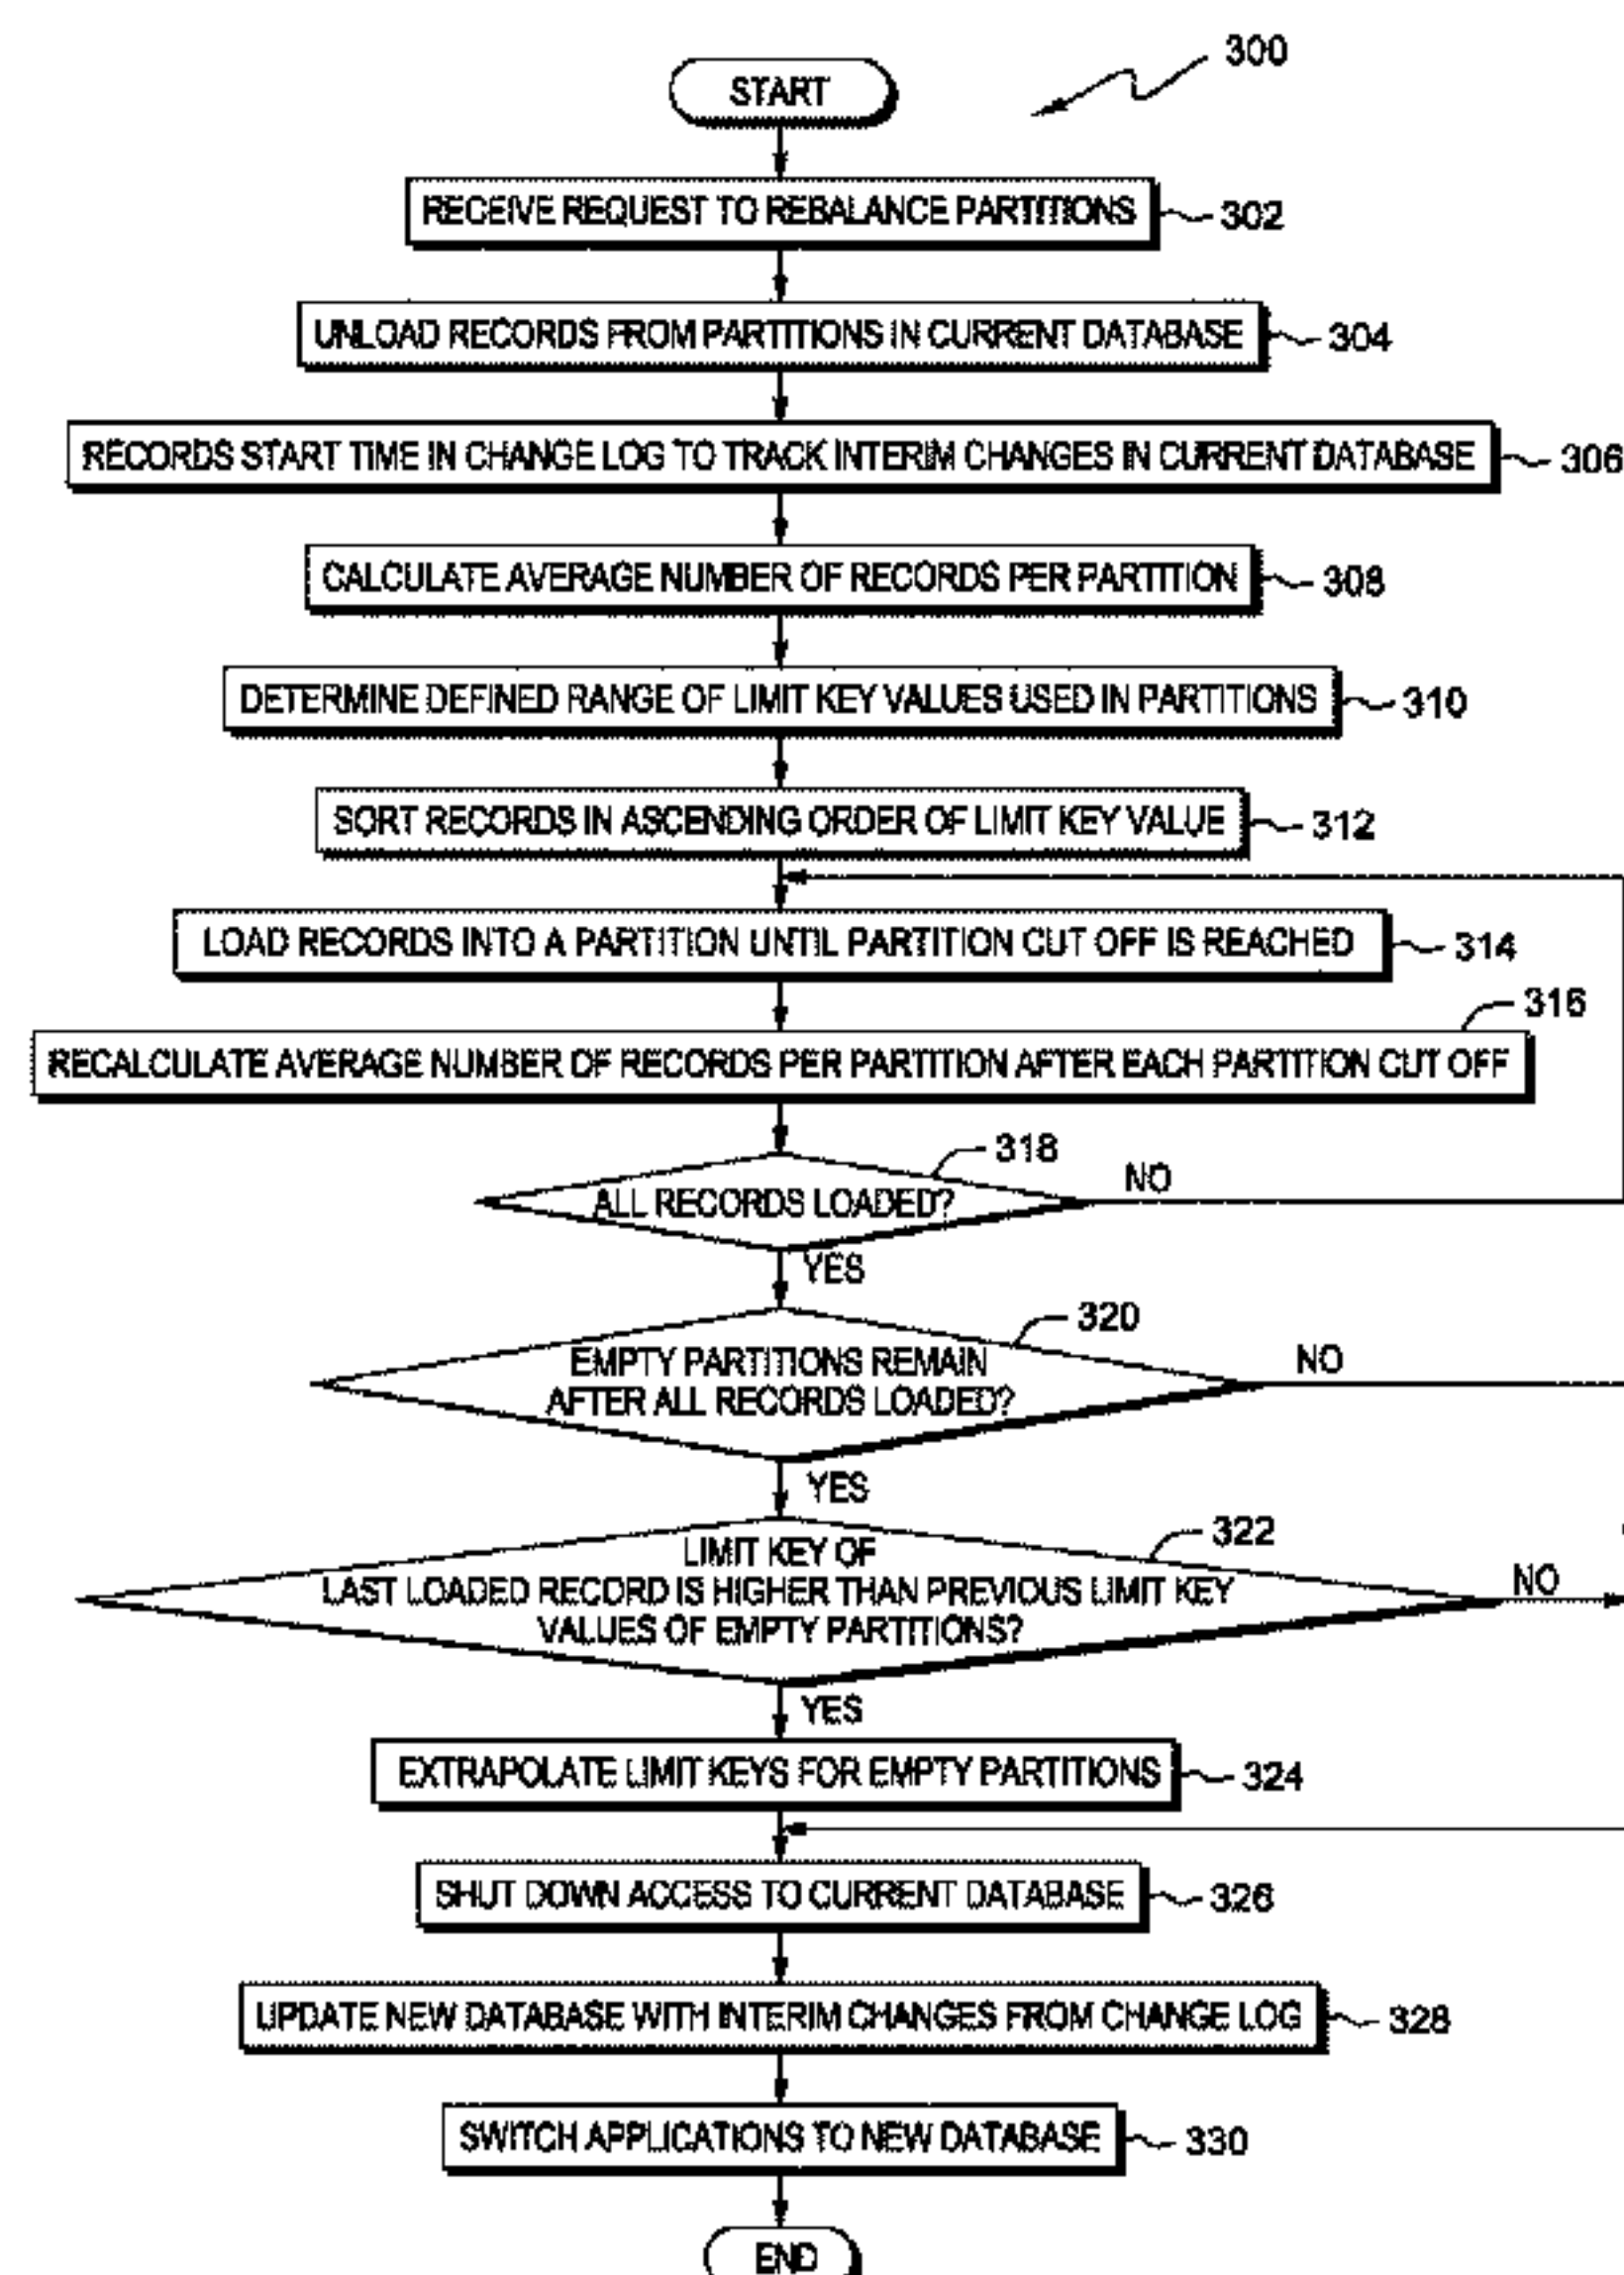 300
START
RECEIVE REQUEST TO REBALANCE PARTITIONS 302
UNLOAD RECORDS FROM PARTITIONS IN CURRENT DATABASE 304
RECORDS START TIME IN CHANGE LOG TO TRACK INTERIM CHANGES IN CURRENT DATABASE 306
CALCULATE AVERAGE NUMBER OF RECORDS PER PARTITION 308
DETERMINE DEFINED RANGE OF LIMIT KEY VALUES USED IN PARTITIONS 310
SORT RECORDS IN ASCENDING ORDER OF LIMIT KEY VALUE 312
LOAD RECORDS INTO A PARTITION UNTIL PARTITION CUT OFF IS REACHED 314
316
RECALCULATE AVERAGE NUMBER OF RECORDS PER PARTITION AFTER EACH PARTITION CUT OFF
318
ALL RECORDS LOADED? NO
YES
320
EMPTY PARTITIONS REMAIN NO
AFTER ALL RECORDS LOADED?
YES
322
LIMIT KEY OF
LAST LOADED RECORD IS HIGHER THAN PREVIOUS LIMIT KEY NO
VALUES OF EMPTY PARTITIONS?
YES
EXTRAPOLATE LIMIT KEYS FOR EMPTY PARTITIONS 324
SHUT DOWN ACCESS TO CURRENT DATABASE 326
UPDATE NEW DATABASE WITH INTERIM CHANGES FROM CHANGE LOG 328
SWITCH APPLICATIONS TO NEW DATABASE 330
END